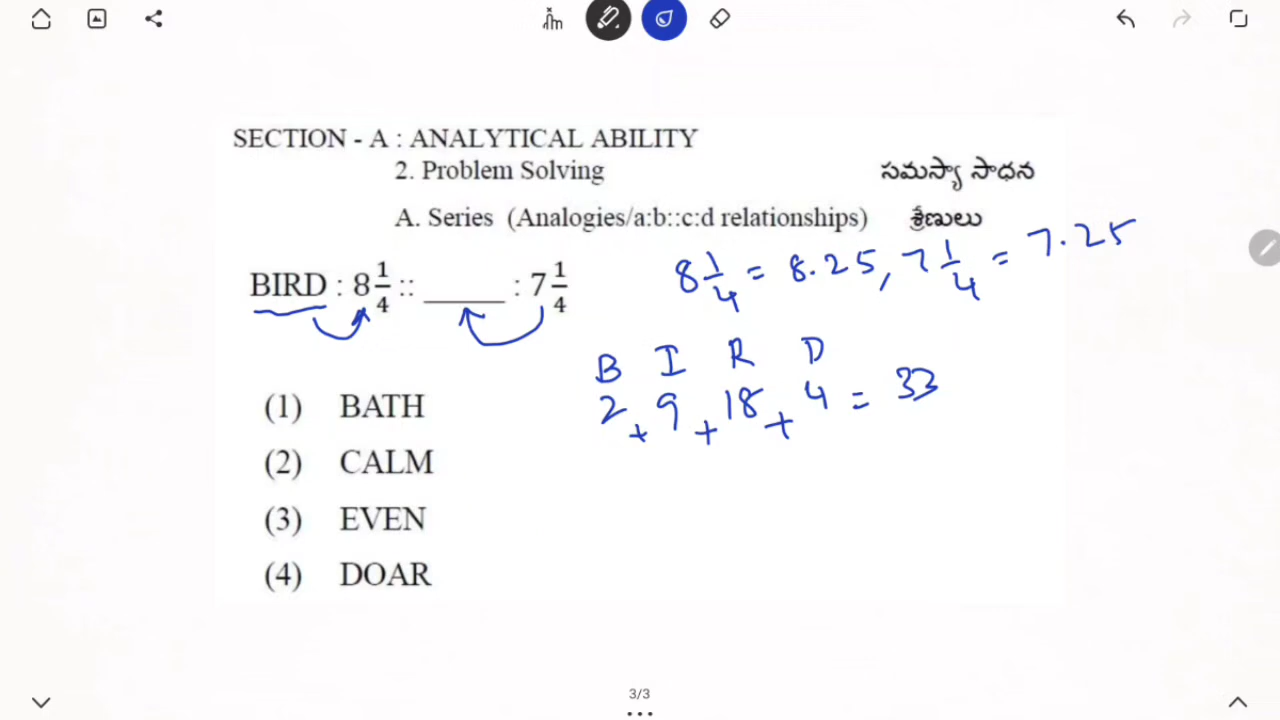 SECTION - A : ANALYTICAL ABILITY
2. Problem Solving సమస్యా సాధన
A. Series (Analogies/a:b::c:d relationships) శ్రేణులు
8 1/4 = 8.25, 7 1/4 = 7.25
BIRD : 8 1/4 :: _____ : 7 1/4
B I R D
2 + 9 + 18 + 4 = 33
(1) BATH
(2) CALM
(3) EVEN
(4) DOAR
3/3